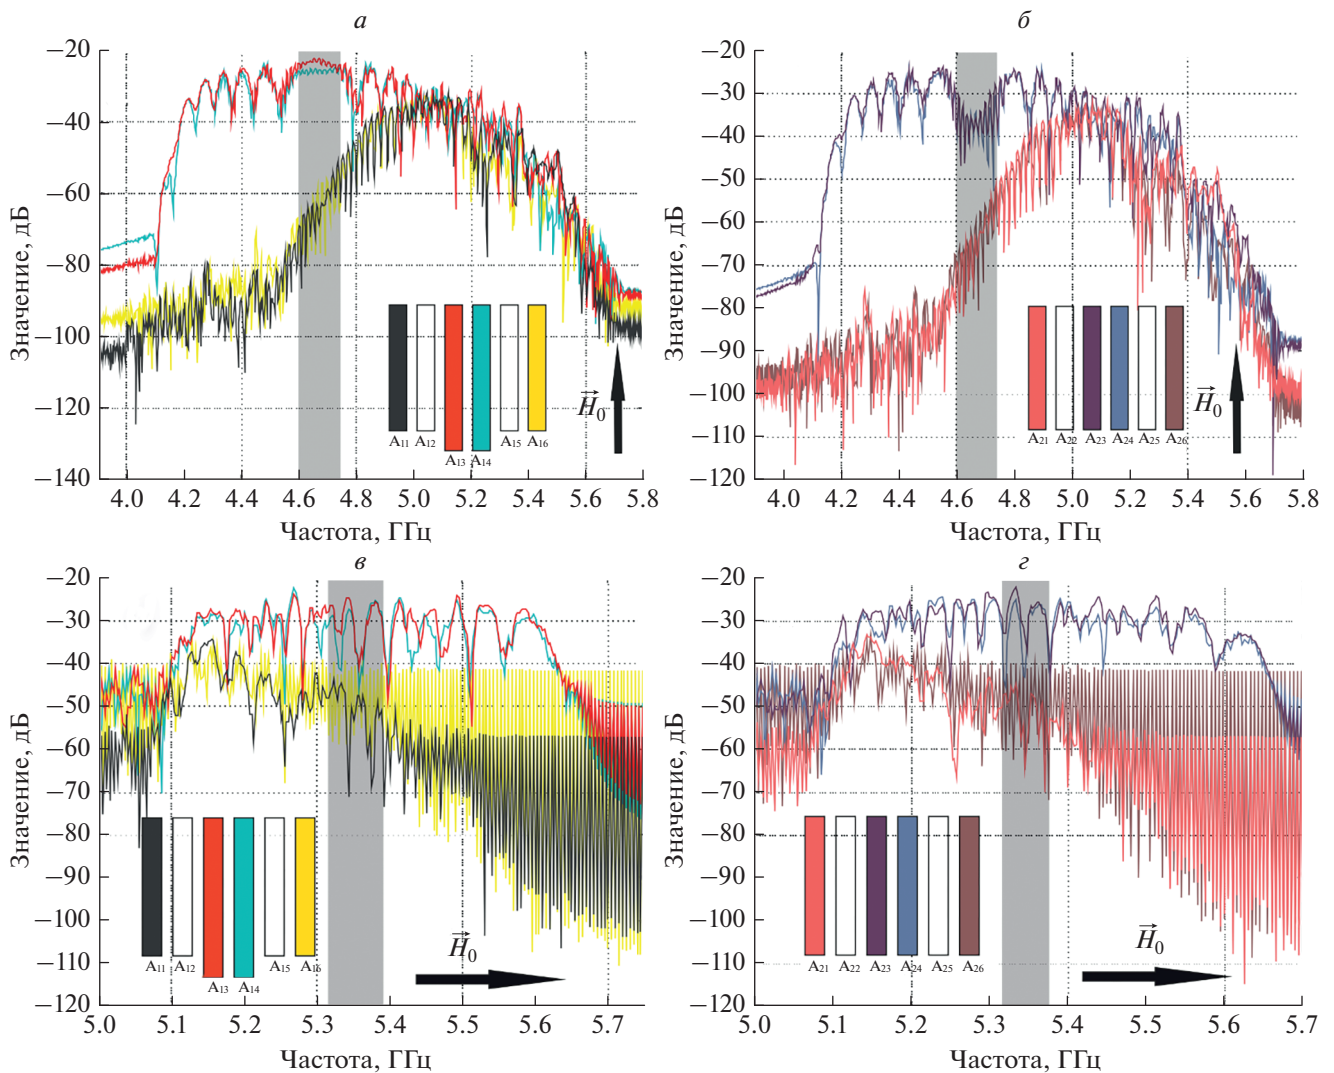 а
−20
−40
−60
−80
−100
−120
−140
Значение, дБ
A11 A12 A13 A14 A15 A16
H0
4.0 4.2 4.4 4.6 4.8 5.0 5.2 5.4 5.6 5.8
Частота, ГГц
б
−20
−30
−40
−50
−60
−70
−80
−90
−100
−110
−120
Значение, дБ
A21 A22 A23 A24 A25 A26
H0
4.0 4.2 4.4 4.6 4.8 5.0 5.2 5.4 5.6 5.8
Частота, ГГц
в
−20
−30
−40
−50
−60
−70
−80
−90
−100
−110
−120
Значение, дБ
A11 A12 A13 A14 A15 A16
H0
5.0 5.1 5.2 5.3 5.4 5.5 5.6 5.7
Частота, ГГц
г
−20
−30
−40
−50
−60
−70
−80
−90
−100
−110
−120
Значение, дБ
A21 A22 A23 A24 A25 A26
H0
5.0 5.1 5.2 5.3 5.4 5.5 5.6 5.7
Частота, ГГц